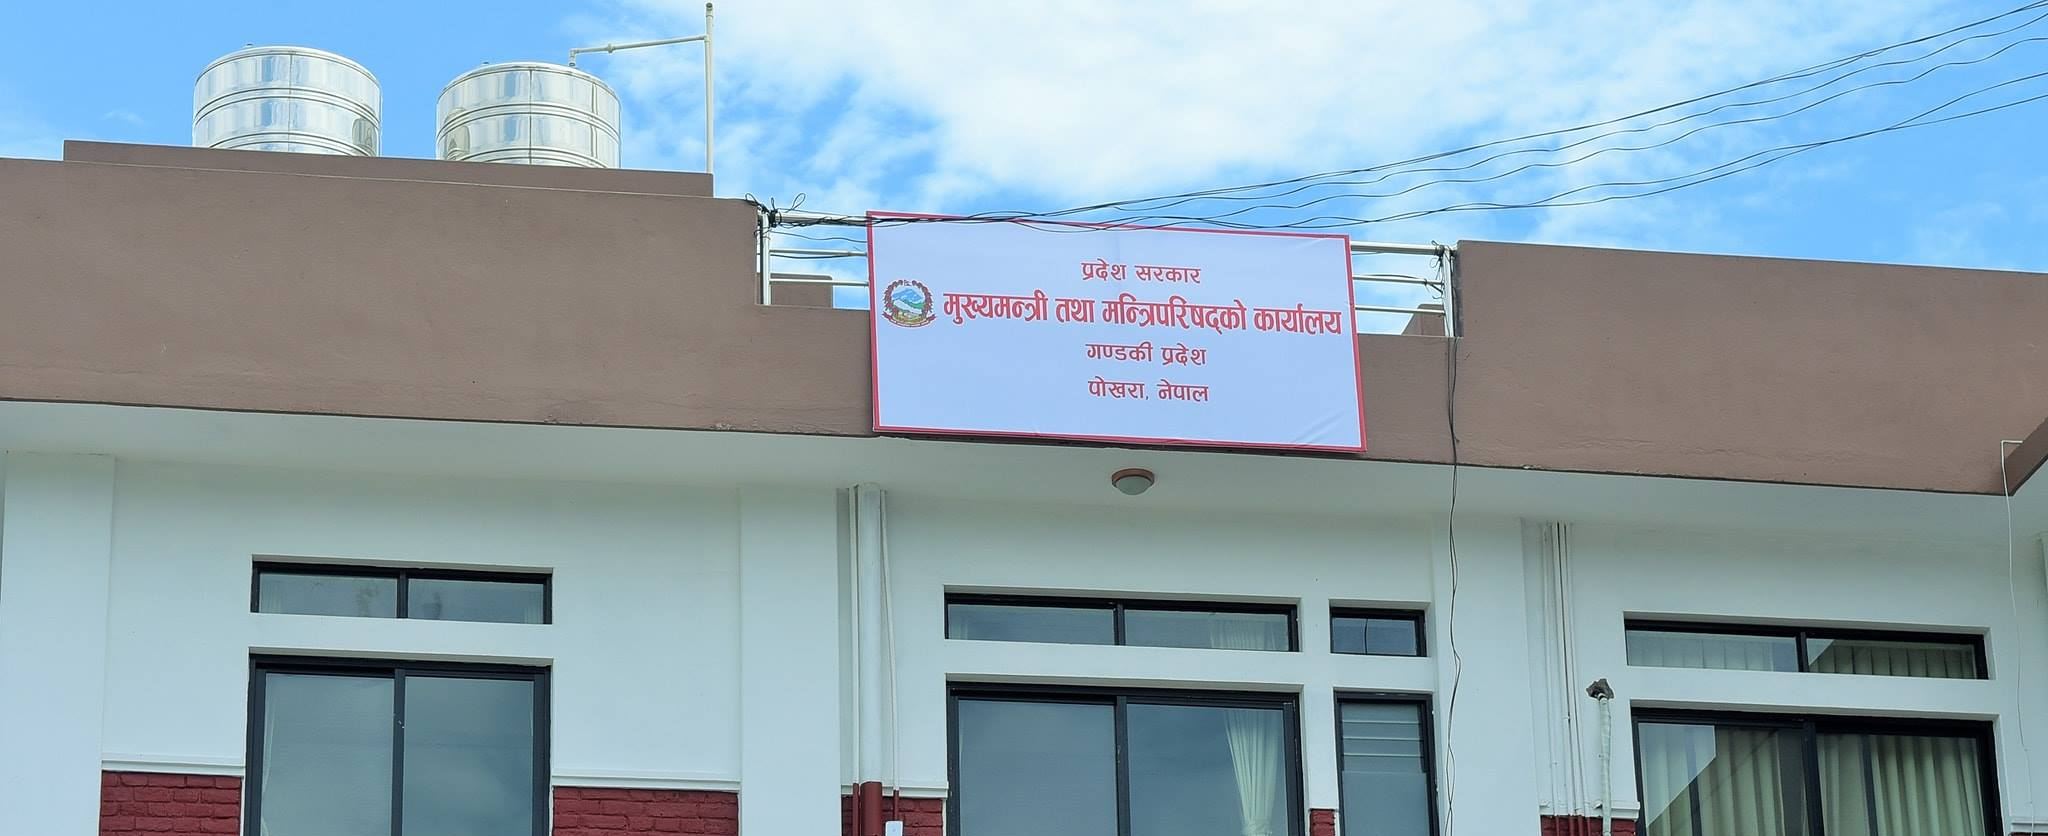 प्रदेश सरकार
मुख्यमन्त्री तथा मन्त्रिपरिषद्को कार्यालय
गण्डकी प्रदेश
पोखरा, नेपाल